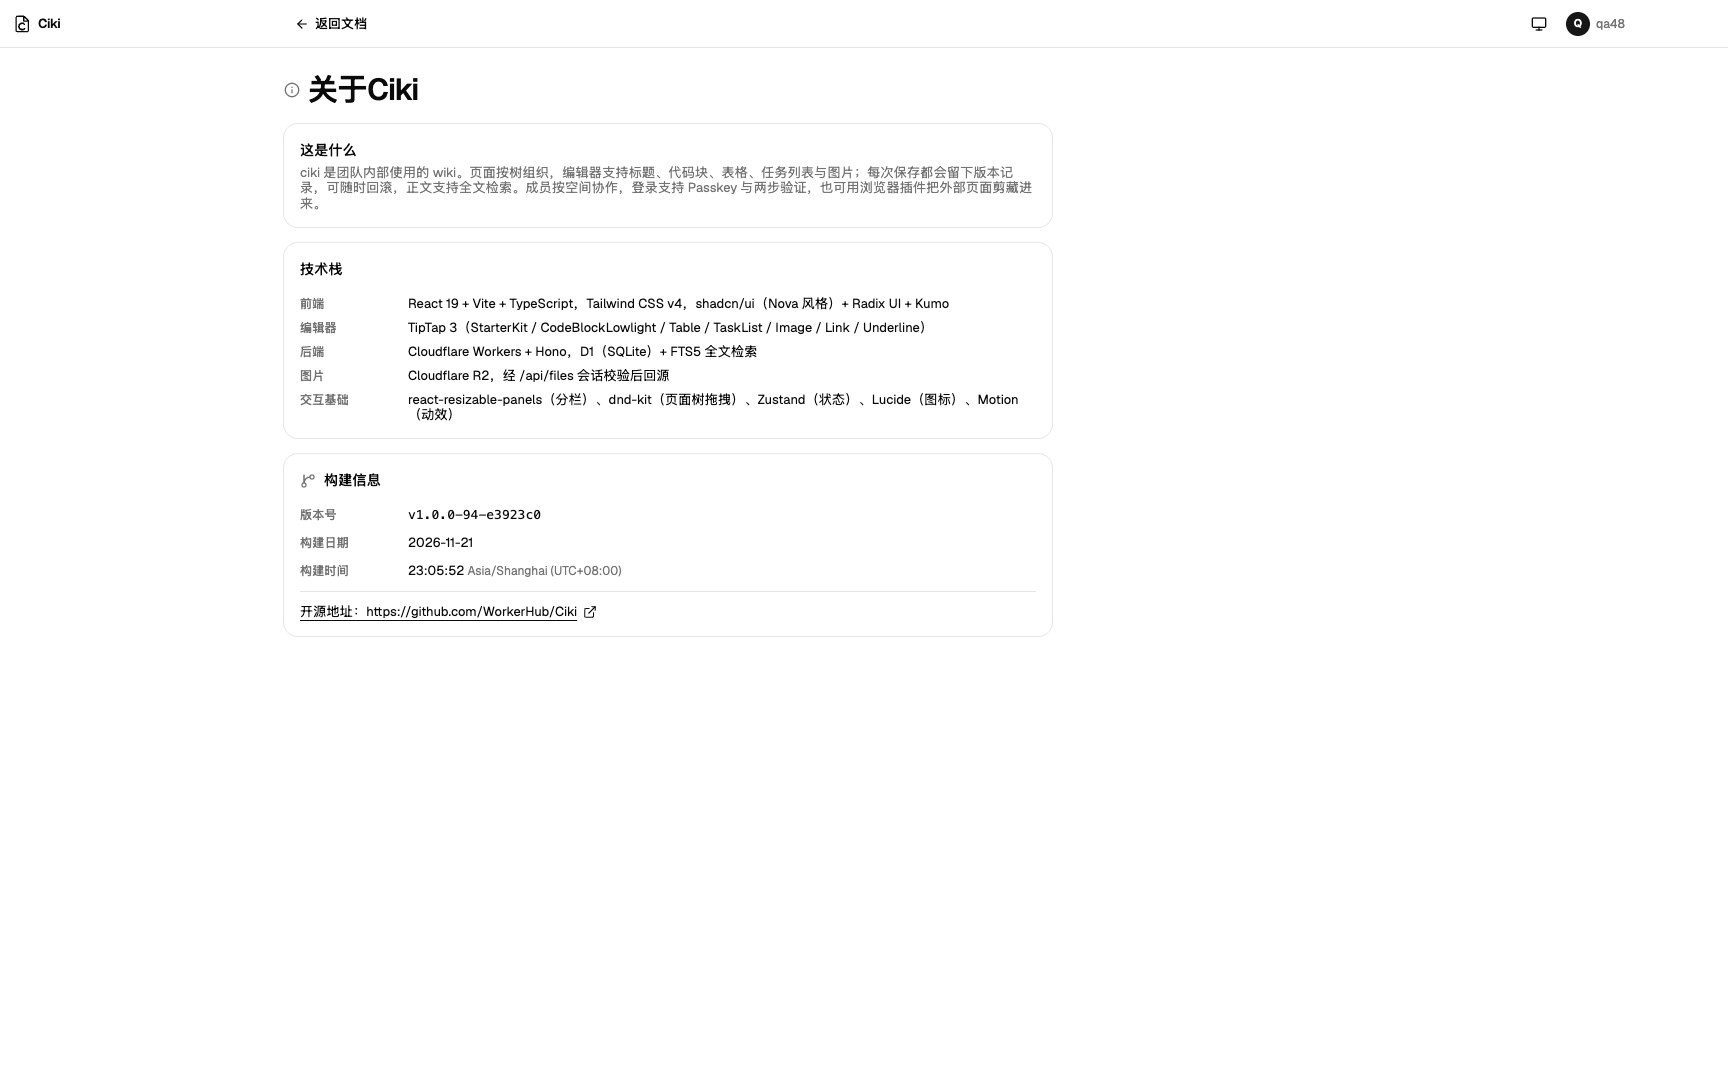 Ciki
返回文档
Q
qa48
关于Ciki
这是什么
ciki 是团队内部使用的 wiki。页面按树组织，编辑器支持标题、代码块、表格、任务列表与图片；每次保存都会留下版本记
录，可随时回滚，正文支持全文检索。成员按空间协作，登录支持 Passkey 与两步验证，也可用浏览器插件把外部页面剪藏进
来。
技术栈
前端 React 19 + Vite + TypeScript，Tailwind CSS v4，shadcn/ui（Nova 风格）+ Radix UI + Kumo
编辑器 TipTap 3（StarterKit / CodeBlockLowlight / Table / TaskList / Image / Link / Underline）
后端 Cloudflare Workers + Hono，D1（SQLite）+ FTS5 全文检索
图片 Cloudflare R2，经 /api/files 会话校验后回源
交互基础 react-resizable-panels（分栏）、dnd-kit（页面树拖拽）、Zustand（状态）、Lucide（图标）、Motion
（动效）
构建信息
版本号 v1.0.0-94-e3923c0
构建日期 2026-11-21
构建时间 23:05:52 Asia/Shanghai (UTC+08:00)
开源地址：https://github.com/WorkerHub/Ciki